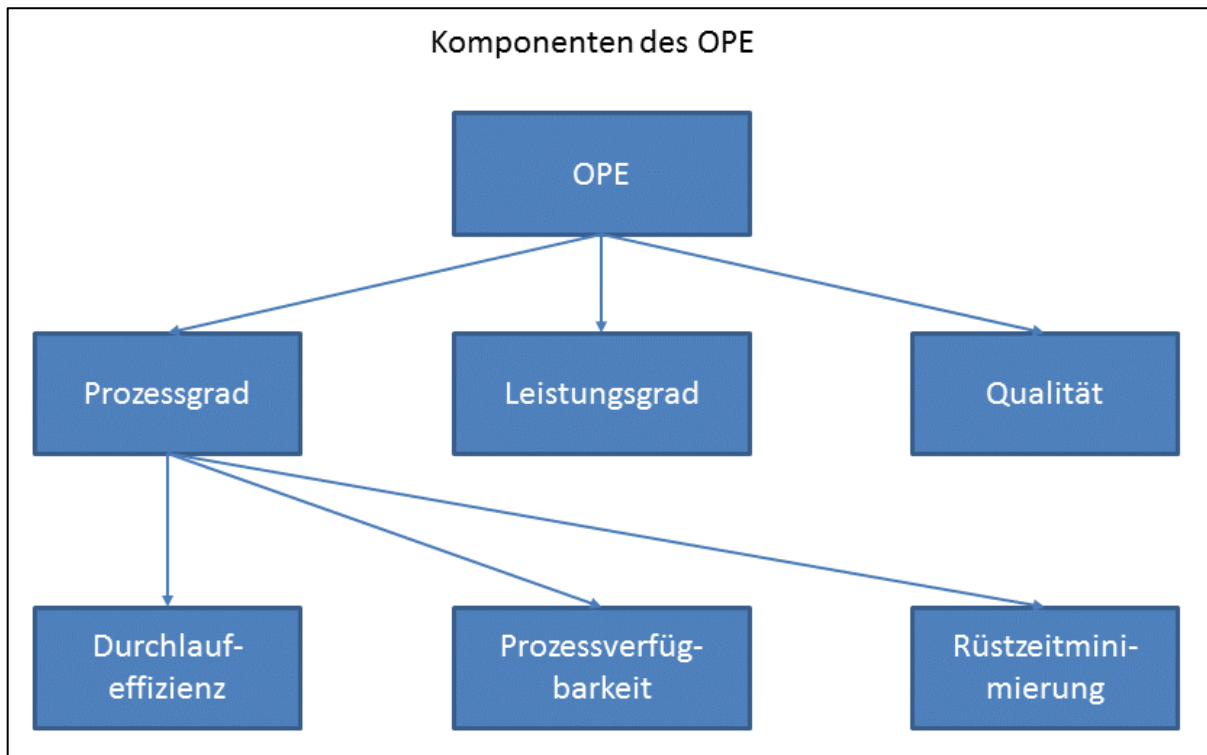 Komponenten des OPE
OPE
Prozessgrad
Leistungsgrad
Qualität
Durchlauf-
effizienz
Prozessverfüg-
barkeit
Rüstzeitmini-
mierung